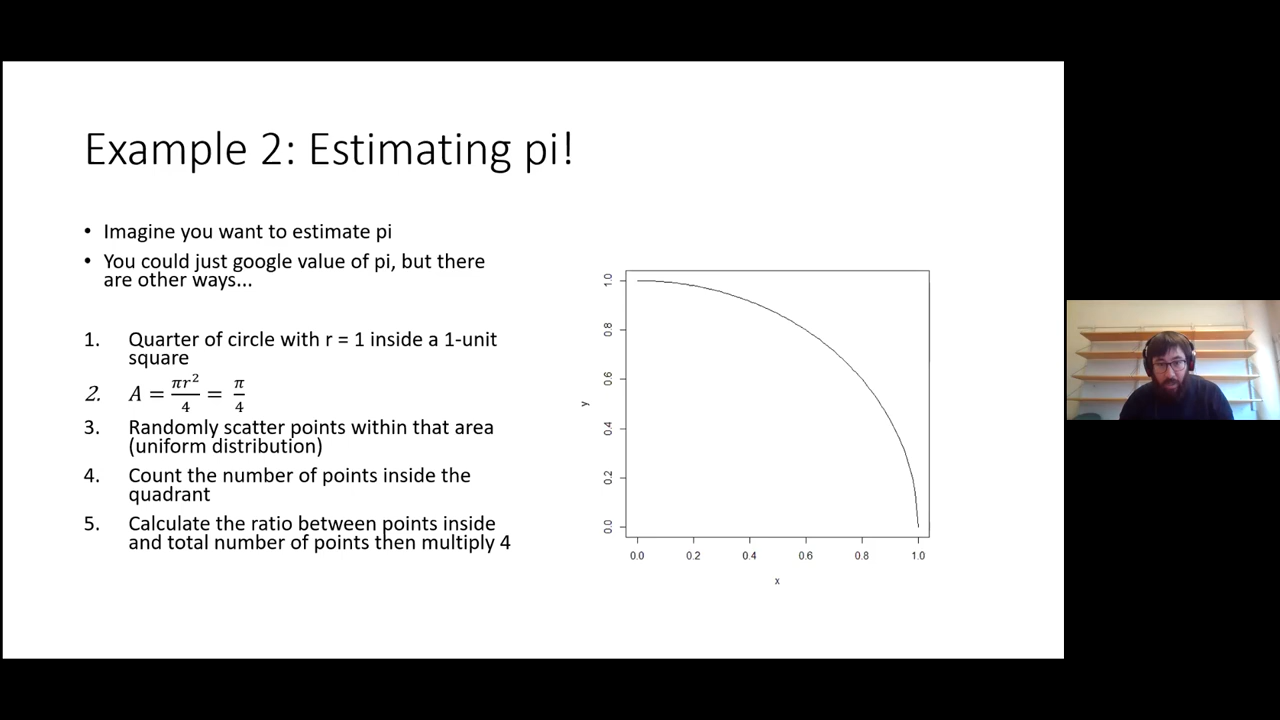 Example 2: Estimating pi!
• Imagine you want to estimate pi
• You could just google value of pi, but there
are other ways...
1. Quarter of circle with r = 1 inside a 1-unit
square
2. A = πr²/4 = π/4
3. Randomly scatter points within that area
(uniform distribution)
4. Count the number of points inside the
quadrant
5. Calculate the ratio between points inside
and total number of points then multiply 4
1.0
0.8
0.6
0.4
0.2
0.0
y
0.0 0.2 0.4 0.6 0.8 1.0
x